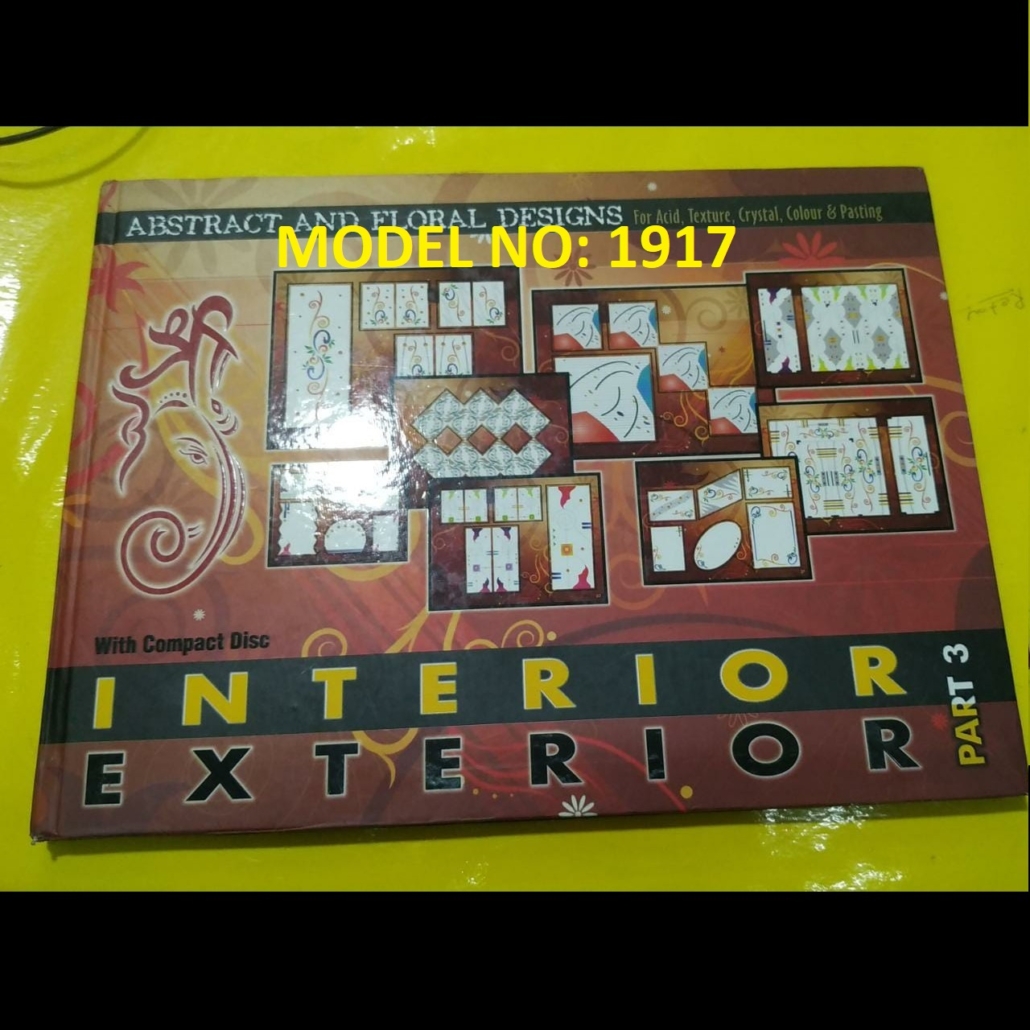 ABSTRACT AND FLORAL DESIGNS For Acid, Texture, Crystal, Colour & Pasting
MODEL NO: 1917
With Compact Disc
INTERIOR
EXTERIOR
PART 3